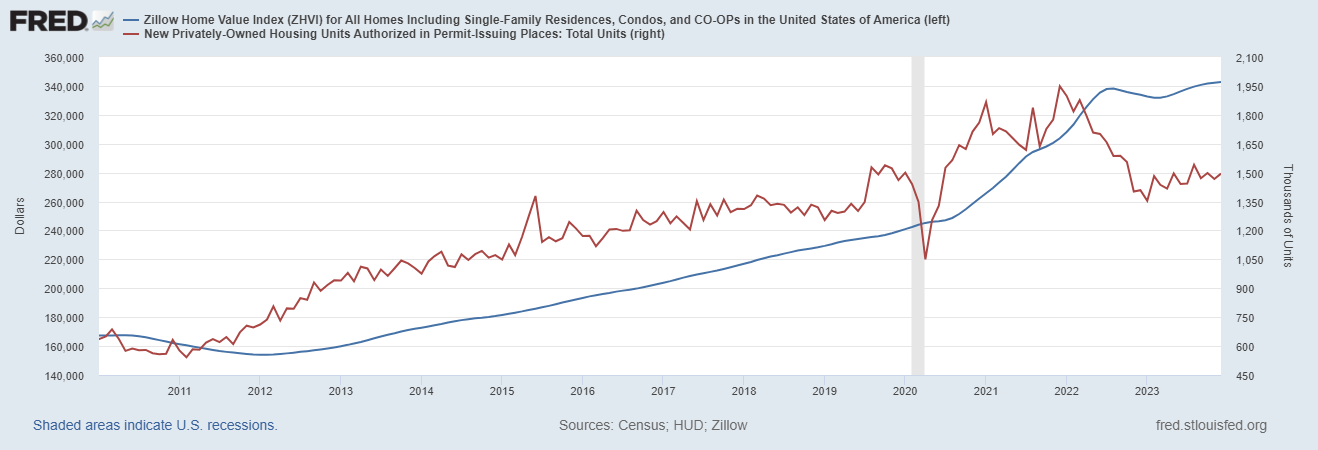 FRED
Zillow Home Value Index (ZHVI) for All Homes Including Single-Family Residences, Condos, and CO-OPs in the United States of America (left)
New Privately-Owned Housing Units Authorized in Permit-Issuing Places: Total Units (right)
360,000 2,100
340,000 1,950
320,000 1,800
300,000 1,650
280,000 1,500
260,000 1,350
240,000 1,200
220,000 1,050
200,000 900
180,000 750
160,000 600
140,000 450
Dollars
Thousands of Units
2011 2012 2013 2014 2015 2016 2017 2018 2019 2020 2021 2022 2023
Shaded areas indicate U.S. recessions. Sources: Census; HUD; Zillow fred.stlouisfed.org